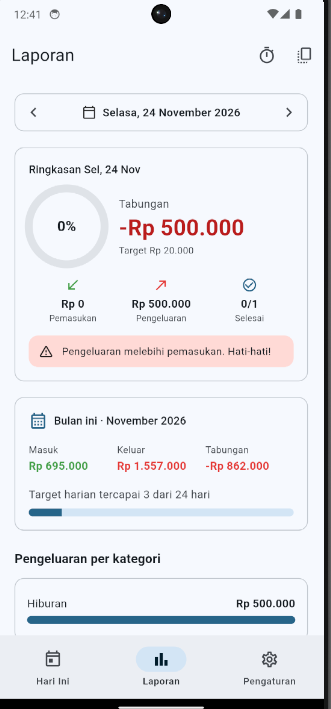 12:41
Laporan
Selasa, 24 November 2026
Ringkasan Sel, 24 Nov
0%
Tabungan
-Rp 500.000
Target Rp 20.000
Rp 0
Rp 500.000
0/1
Pemasukan
Pengeluaran
Selesai
Pengeluaran melebihi pemasukan. Hati-hati!
Bulan ini · November 2026
Masuk
Keluar
Tabungan
Rp 695.000
Rp 1.557.000
-Rp 862.000
Target harian tercapai 3 dari 24 hari
Pengeluaran per kategori
Hiburan
Rp 500.000
Hari Ini
Laporan
Pengaturan